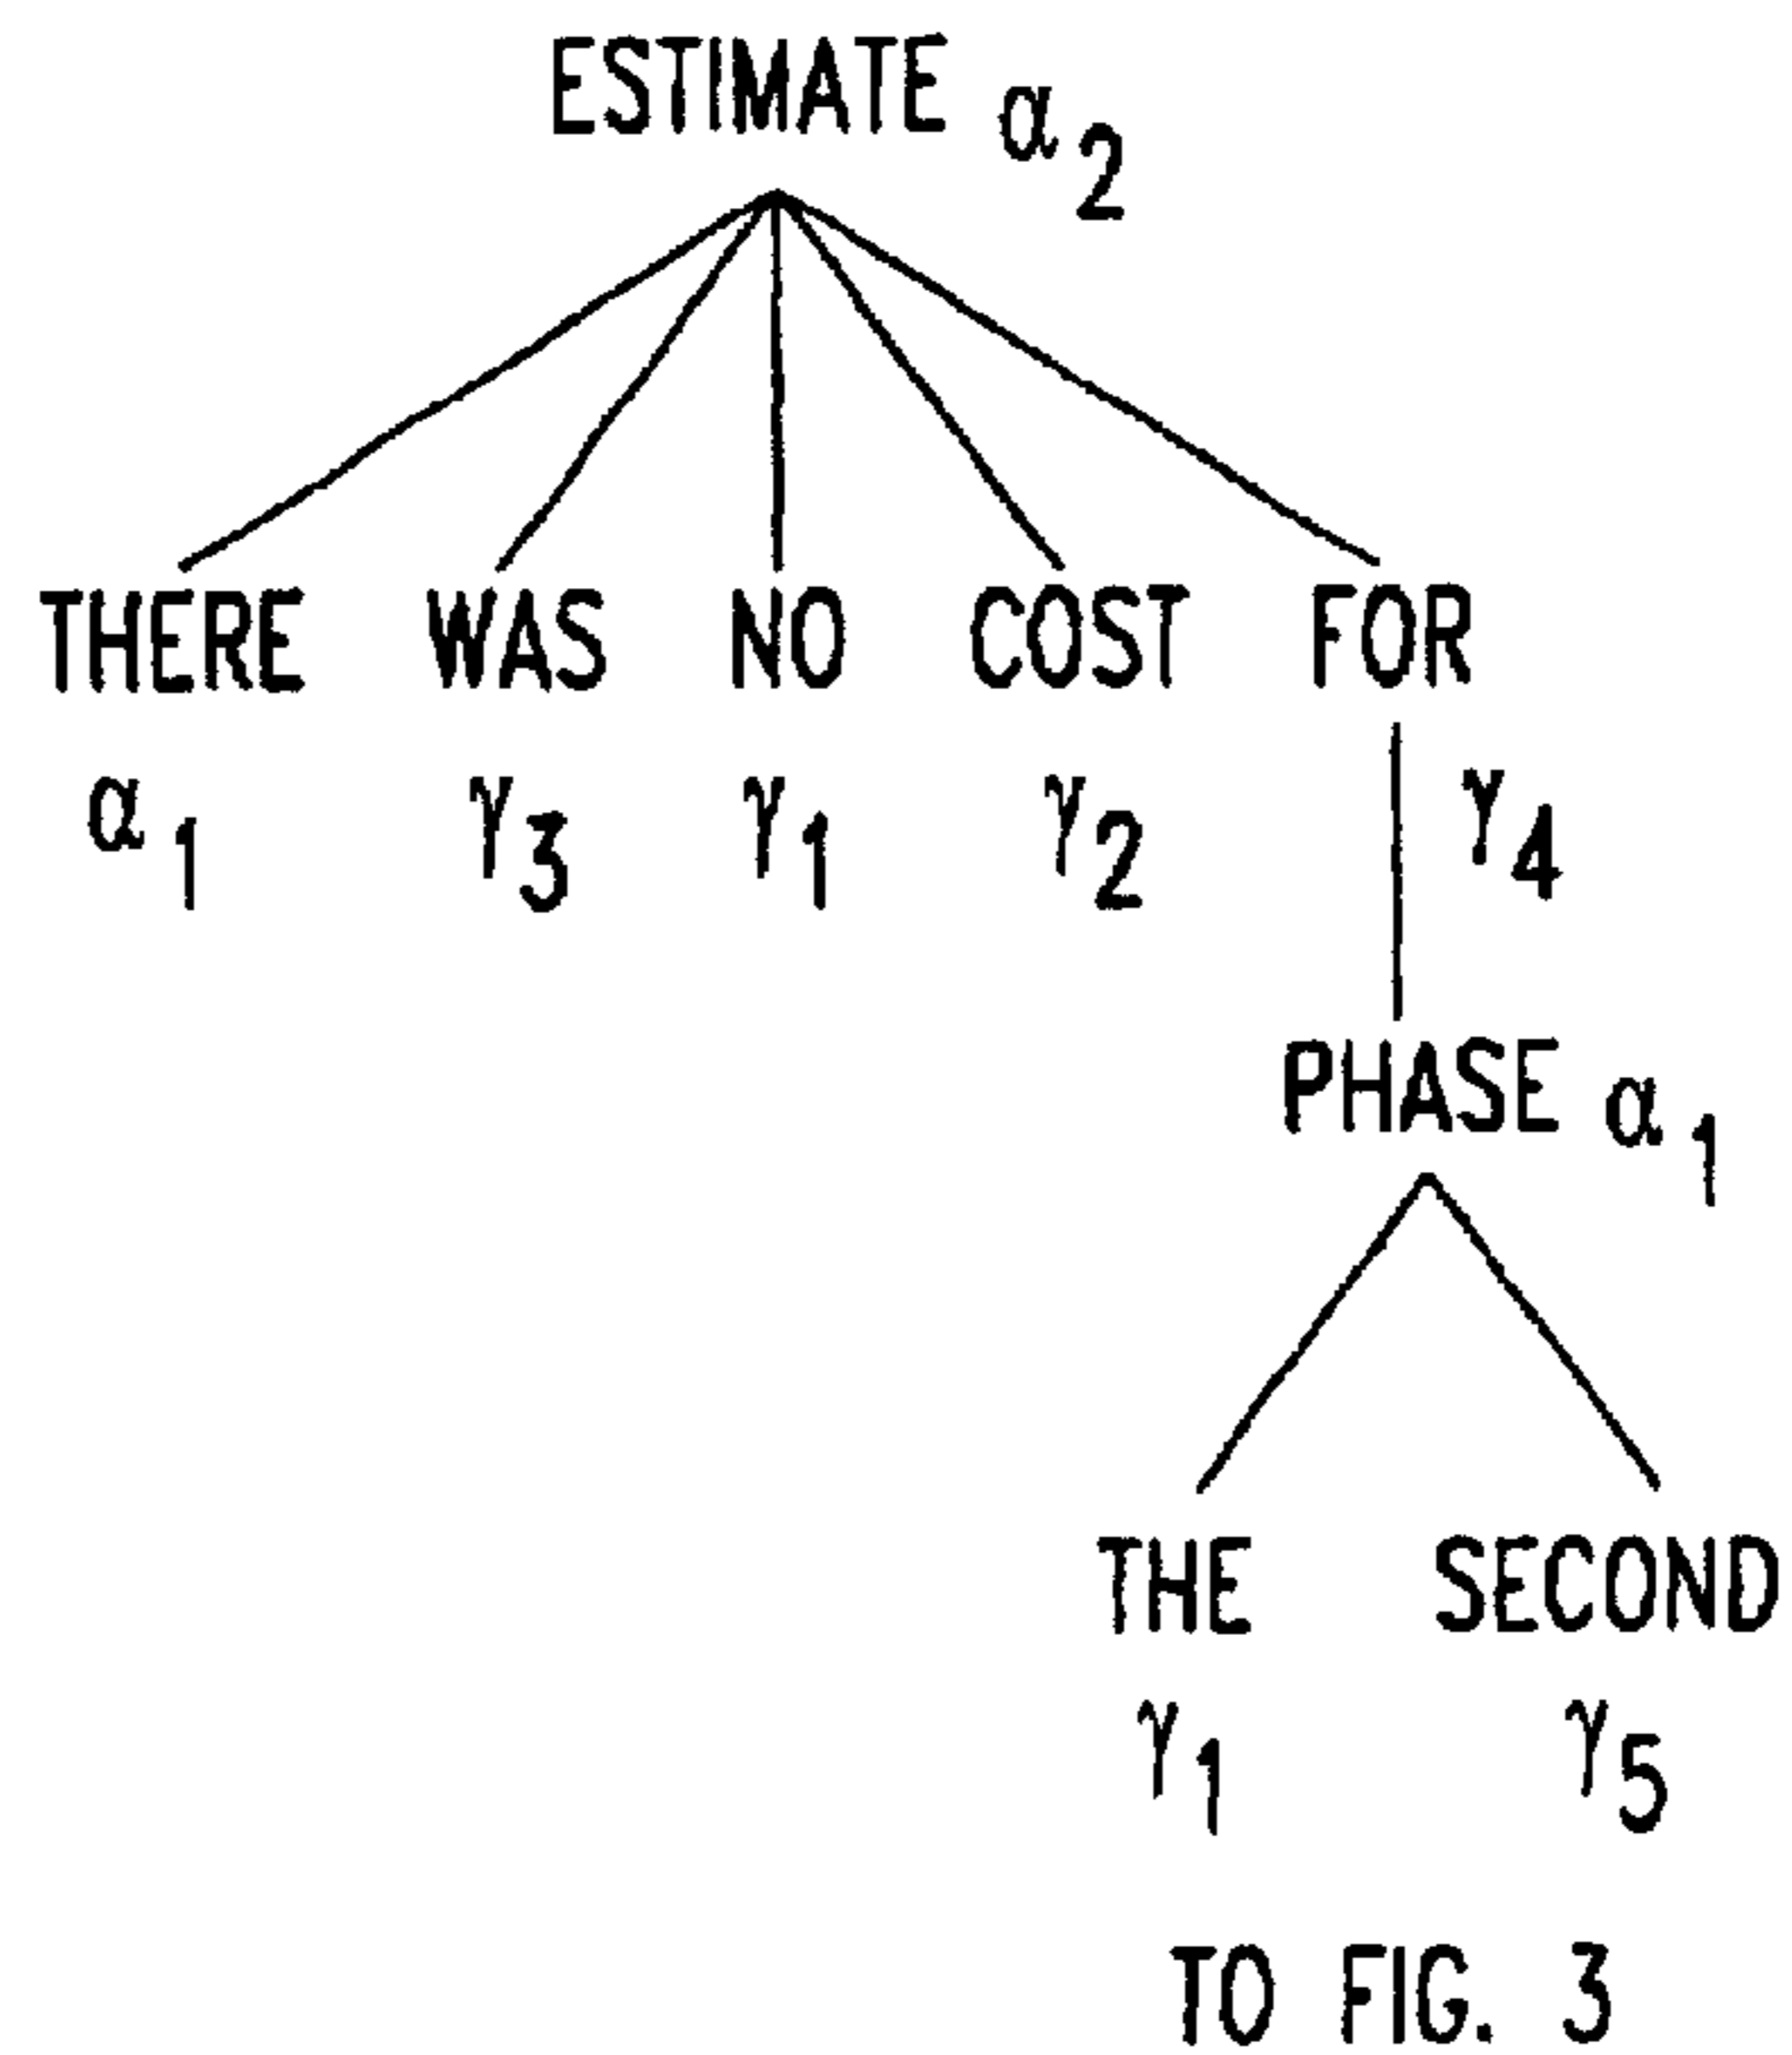 ESTIMATE α2
THERE WAS NO COST FOR
α1 γ3 γ1 γ2 γ4
PHASE α1
THE SECOND
γ1 γ5
TO FIG. 3